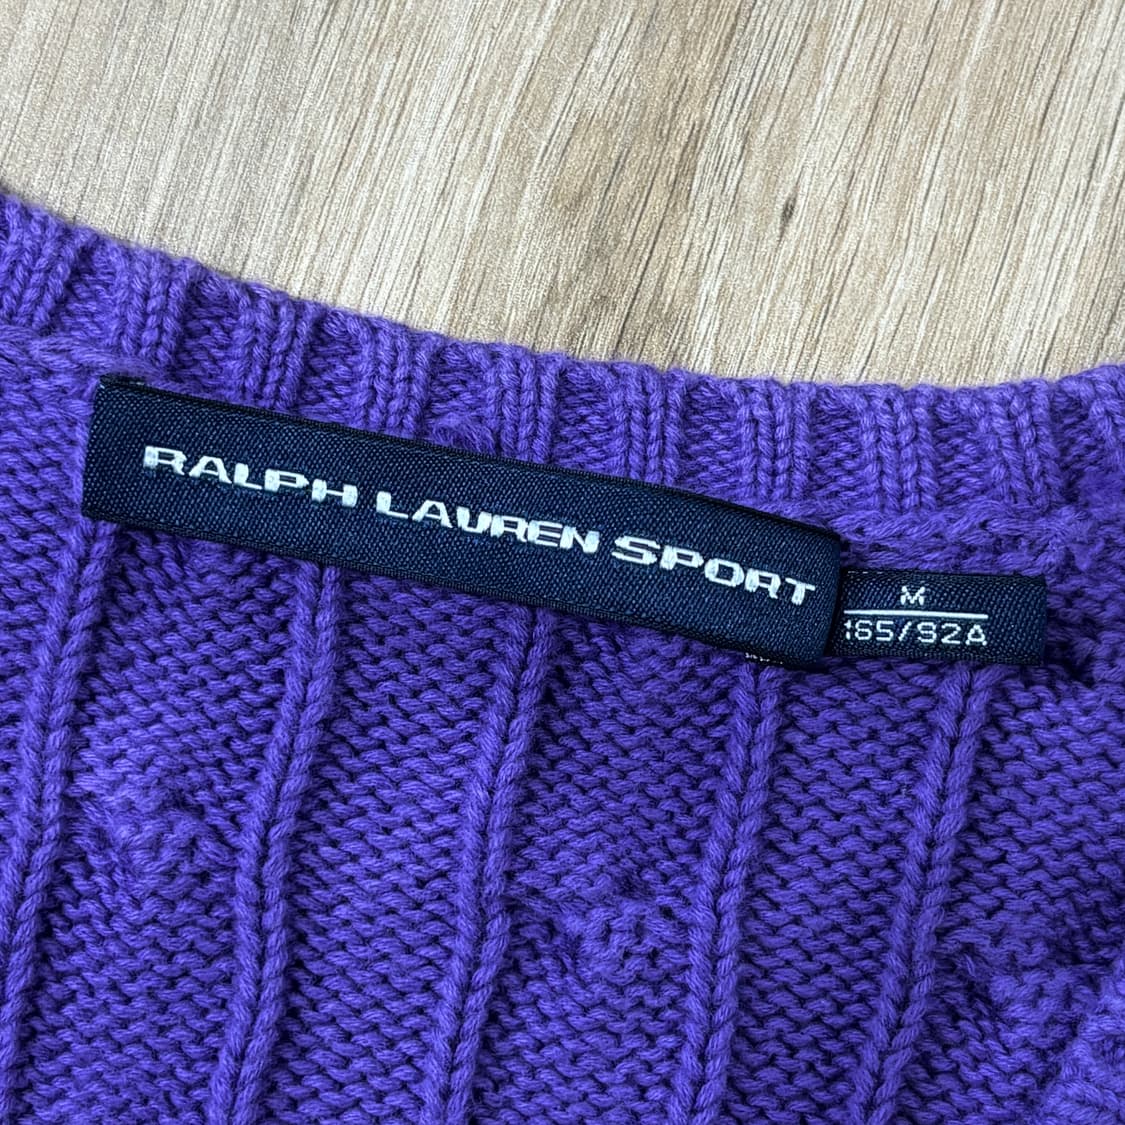 RALPH LAUREN SPORT
M
165/92A